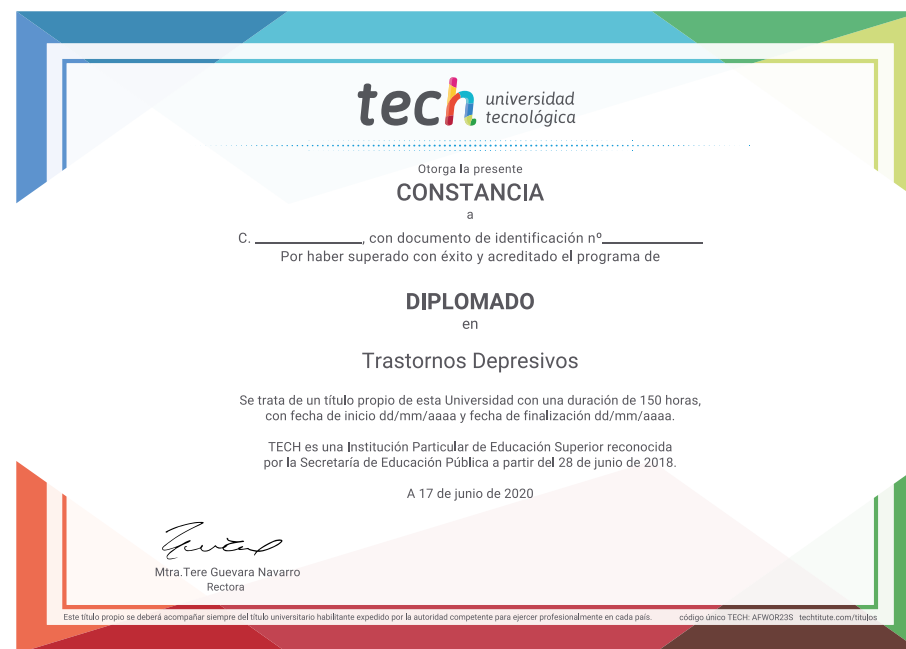 tech universidad
tecnológica
Otorga la presente
CONSTANCIA
a
C. ______________, con documento de identificación nº_____________
Por haber superado con éxito y acreditado el programa de
DIPLOMADO
en
Trastornos Depresivos
Se trata de un título propio de esta Universidad con una duración de 150 horas,
con fecha de inicio dd/mm/aaaa y fecha de finalización dd/mm/aaaa.
TECH es una Institución Particular de Educación Superior reconocida
por la Secretaría de Educación Pública a partir del 28 de junio de 2018.
A 17 de junio de 2020
Mtra.Tere Guevara Navarro
Rectora
Este título propio se deberá acompañar siempre del título universitario habilitante expedido por la autoridad competente para ejercer profesionalmente en cada país. código único TECH: AFWOR23S techtitute.com/titulos